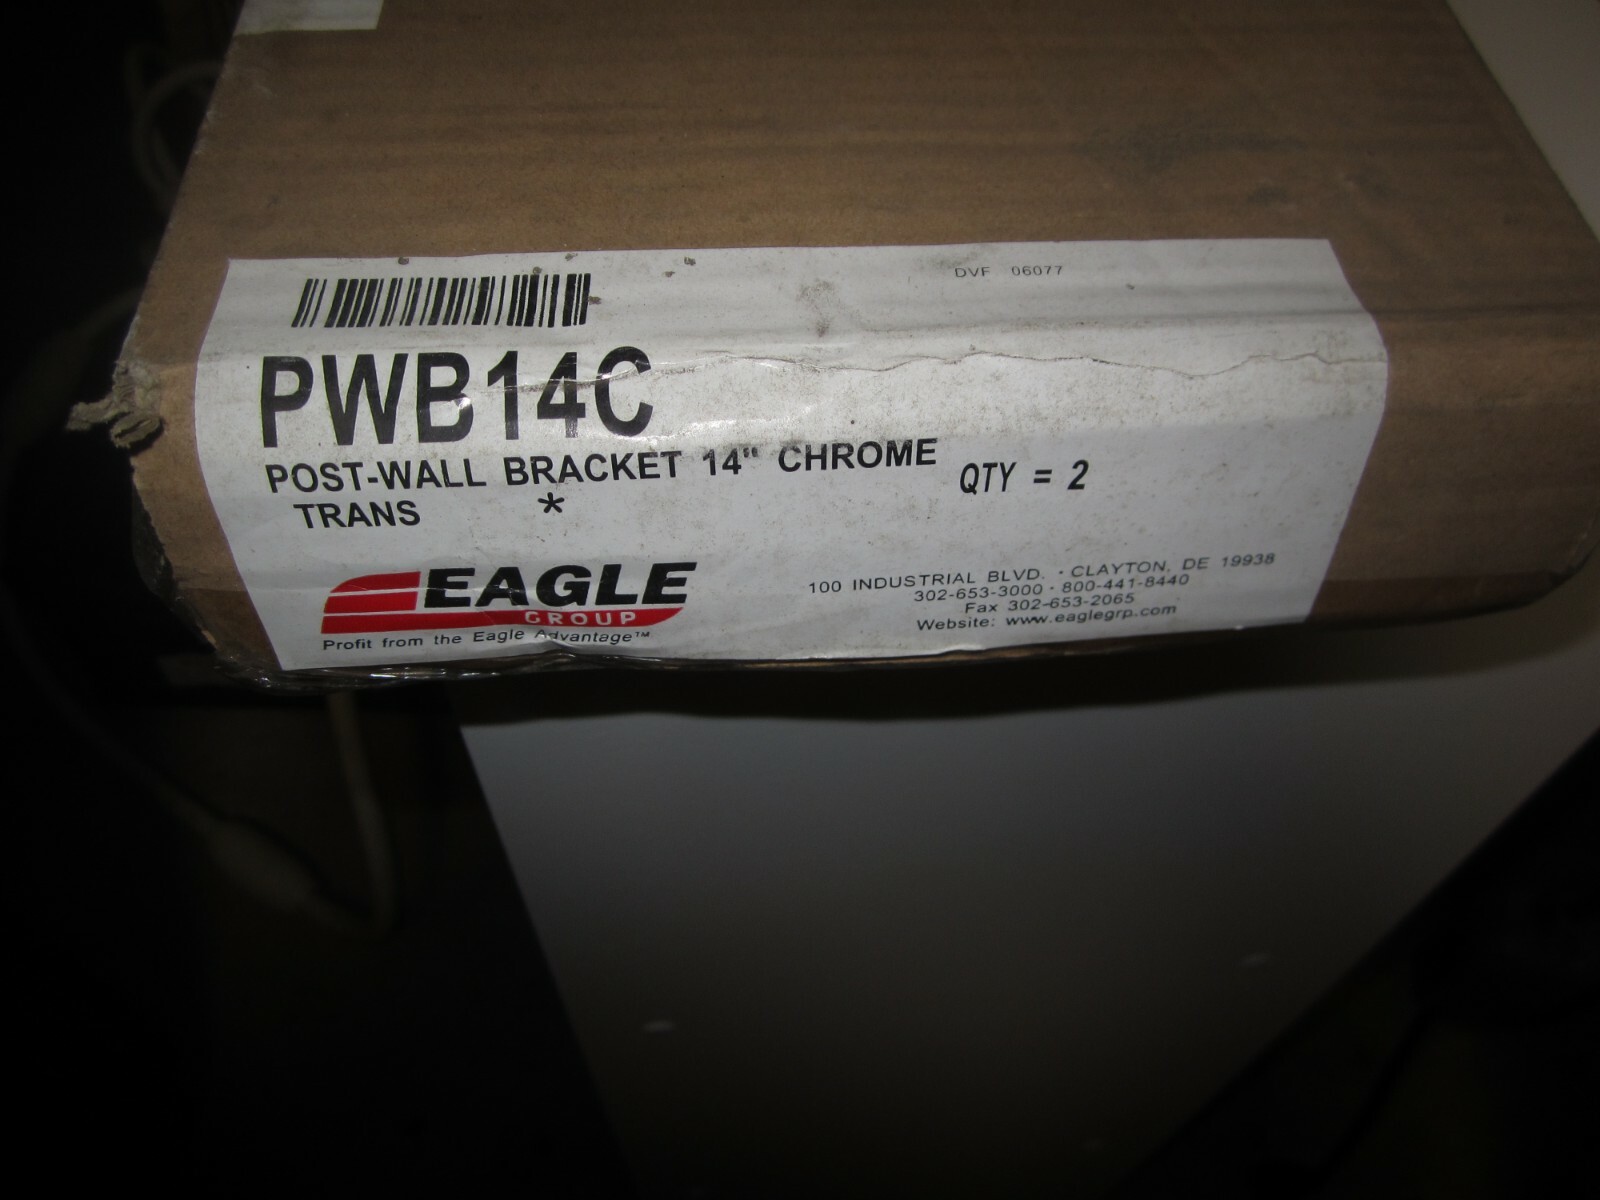 DVF 06077
PWB14C
POST-WALL BRACKET 14" CHROME
TRANS *
QTY = 2
EAGLE
GROUP
Profit from the Eagle Advantage™
100 INDUSTRIAL BLVD. · CLAYTON, DE 19938
302-653-3000 · 800-441-8440
Fax 302-653-2065
Website: www.eaglegrp.com